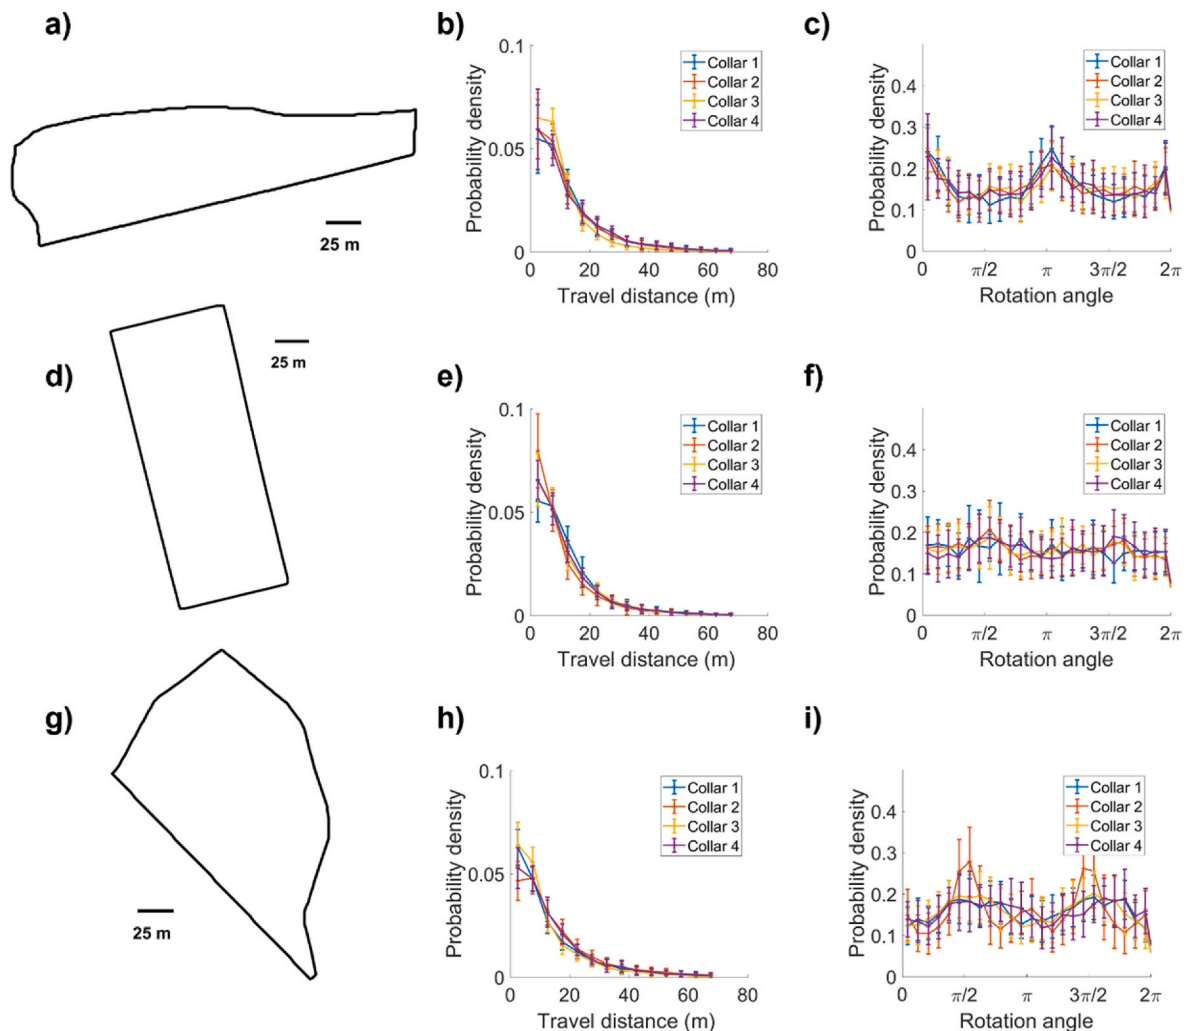 a)
25 m
b)
Probability density
0.1
0.05
0
0 20 40 60 80
Travel distance (m)
Collar 1
Collar 2
Collar 3
Collar 4
c)
Probability density
0.4
0.3
0.2
0.1
0
0 π/2 π 3π/2 2π
Rotation angle
Collar 1
Collar 2
Collar 3
Collar 4
d)
25 m
e)
Probability density
0.1
0.05
0
0 20 40 60 80
Travel distance (m)
Collar 1
Collar 2
Collar 3
Collar 4
f)
Probability density
0.4
0.3
0.2
0.1
0
0 π/2 π 3π/2 2π
Rotation angle
Collar 1
Collar 2
Collar 3
Collar 4
g)
25 m
h)
Probability density
0.1
0.05
0
0 20 40 60 80
Travel distance (m)
Collar 1
Collar 2
Collar 3
Collar 4
i)
Probability density
0.4
0.3
0.2
0.1
0
0 π/2 π 3π/2 2π
Rotation angle
Collar 1
Collar 2
Collar 3
Collar 4